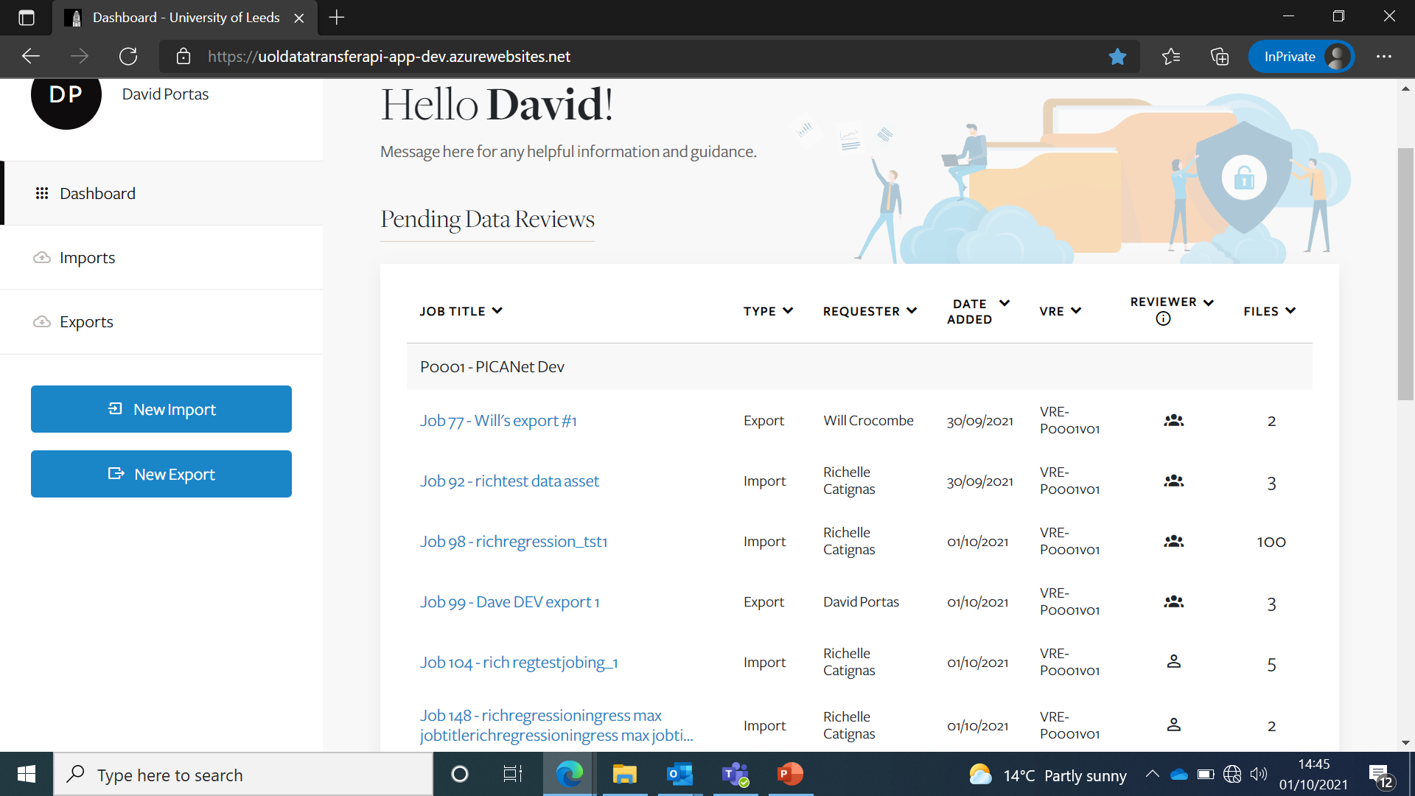 Dashboard - University of Leeds
https://uoldatatransferapi-app-dev.azurewebsites.net
InPrivate
DP
David Portas
Dashboard
Imports
Exports
New Import
New Export
Hello David!
Message here for any helpful information and guidance.
Pending Data Reviews
JOB TITLE TYPE REQUESTER DATE ADDED VRE REVIEWER FILES
P0001 - PICANet Dev
Job 77 - Will's export #1 Export Will Crocombe 30/09/2021 VRE-P0001v01 2
Job 92 - richtest data asset Import Richelle Catignas 30/09/2021 VRE-P0001v01 3
Job 98 - richregression_tst1 Import Richelle Catignas 01/10/2021 VRE-P0001v01 100
Job 99 - Dave DEV export 1 Export David Portas 01/10/2021 VRE-P0001v01 3
Job 104 - rich regtestjobing_1 Import Richelle Catignas 01/10/2021 VRE-P0001v01 5
Job 148 - richregressioningress max jobtitlerichregressioningress max jobti... Import Richelle Catignas 01/10/2021 VRE-P0001v01 2
Type here to search
14°C Partly sunny
14:45
01/10/2021
12